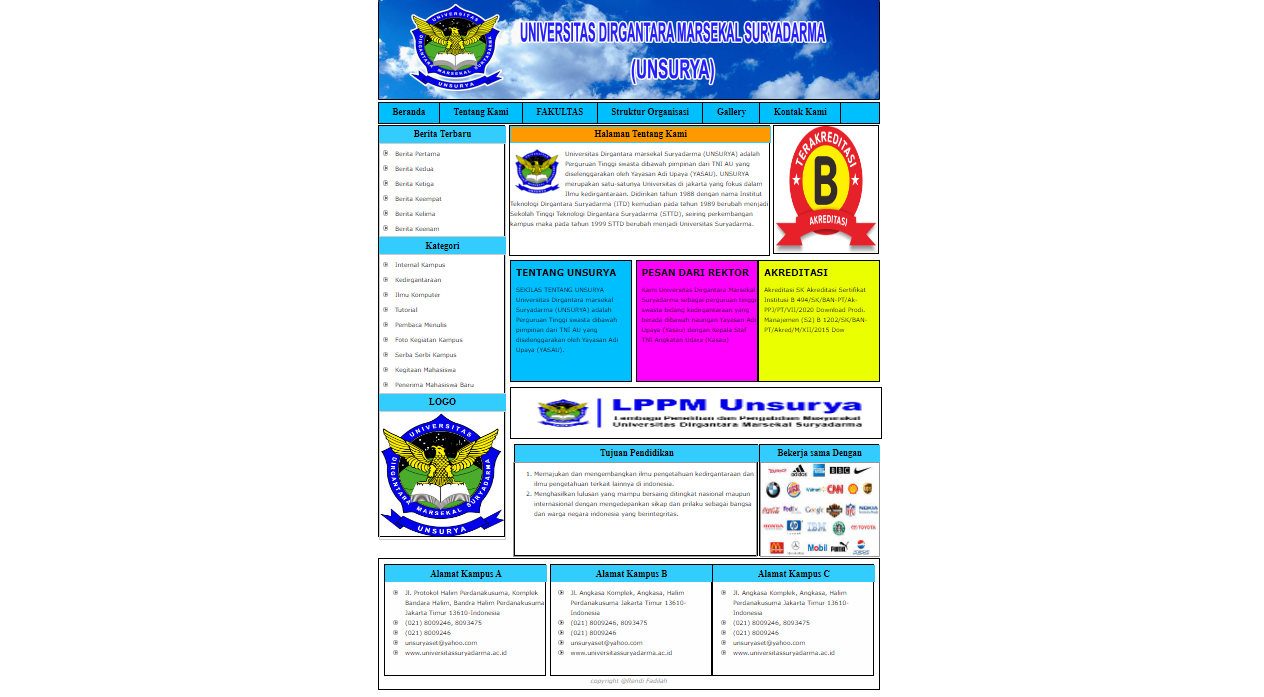 UNIVERSITAS DIRGANTARA MARSEKAL SURYADARMA
(UNSURYA)
Beranda
Tentang Kami
FAKULTAS
Struktur Organisasi
Gallery
Kontak Kami
Berita Terbaru
Berita Pertama
Berita Kedua
Berita Ketiga
Berita Keempat
Berita Kelima
Berita Keenam
Kategori
Internal Kampus
Kedirgantaraan
Ilmu Komputer
Tutorial
Pembaca Menulis
Foto Kegiatan Kampus
Serba Serbi Kampus
Kegitaan Mahasiswa
Penerima Mahasiswa Baru
LOGO
UNIVERSITAS
DIRGANTARA MARSEKAL SURYADARMA
UNSURYA
Halaman Tentang Kami
Universitas Dirgantara marsekal Suryadarma (UNSURYA) adalah
Perguruan Tinggi swasta dibawah pimpinan dari TNI AU yang
diselenggarakan oleh Yayasan Adi Upaya (YASAU). UNSURYA
merupakan satu-satunya Universitas di jakarta yang fokus dalam
Ilmu kedirgantaraan. Didirikan tahun 1988 dengan nama Institut
Teknologi Dirgantara Suryadarma (ITD) kemudian pada tahun 1989 berubah menjadi
Sekolah Tinggi Teknologi Dirgantara Suryadarma (STTD), seiring perkembangan
kampus maka pada tahun 1999 STTD berubah menjadi Universitas Suryadarma.
TERAKREDITASI
B
AKREDITASI
TENTANG UNSURYA
SEKILAS TENTANG UNSURYA
Universitas Dirgantara marsekal
Suryadarma (UNSURYA) adalah
Perguruan Tinggi swasta dibawah
pimpinan dari TNI AU yang
diselenggarakan oleh Yayasan Adi
Upaya (YASAU).
PESAN DARI REKTOR
Kami Universitas Dirgantara Marsekal
Suryadarma sebagai perguruan tinggi
swasta bidang kedirgantaraan yang
berada dibawah naungan Yayasan Adi
Upaya (Yasau) dengan Kepala Staf
TNI Angkatan Udara (Kasau)
AKREDITASI
Akreditasi SK Akreditasi Sertifikat
Institusi B 494/SK/BAN-PT/Ak-
PPJ/PT/VII/2020 Download Prodi.
Manajemen (S2) B 1202/SK/BAN-
PT/Akred/M/XII/2015 Dow
LPPM Unsurya
Lembaga Penelitian dan Pengabdian Masyarakat
Universitas Dirgantara Marsekal Suryadarma
Tujuan Pendidikan
1. Memajukan dan mengembangkan ilmu pengetahuan kedirgantaraan dan
ilmu pengetahuan terkait lainnya di indonesia.
2. Menghasilkan lulusan yang mampu bersaing ditingkat nasional maupun
internasional dengan mengedepankan sikap dan prilaku sebagai bangsa
dan warga negara indonesia yang berintegritas.
Bekerja sama Dengan
adidas
BBC
CNN
Google
NOKIA
HONDA
IBM
TOYOTA
Mobil
PUMA
PEPSI
Alamat Kampus A
Jl. Protokol Halim Perdanakusuma, Komplek
Bandara Halim, Bandra Halim Perdanakusuma
Jakarta Timur 13610-Indonesia
(021) 8009246, 8093475
(021) 8009246
unsuryaset@yahoo.com
www.universitassuryadarma.ac.id
Alamat Kampus B
Jl. Angkasa Komplek, Angkasa, Halim
Perdanakusuma Jakarta Timur 13610-
Indonesia
(021) 8009246, 8093475
(021) 8009246
unsuryaset@yahoo.com
www.universitassuryadarma.ac.id
Alamat Kampus C
Jl. Angkasa Komplek, Angkasa, Halim
Perdanakusuma Jakarta Timur 13610-
Indonesia
(021) 8009246, 8093475
(021) 8009246
unsuryaset@yahoo.com
www.universitassuryadarma.ac.id
copyright @Rendi Fadilah